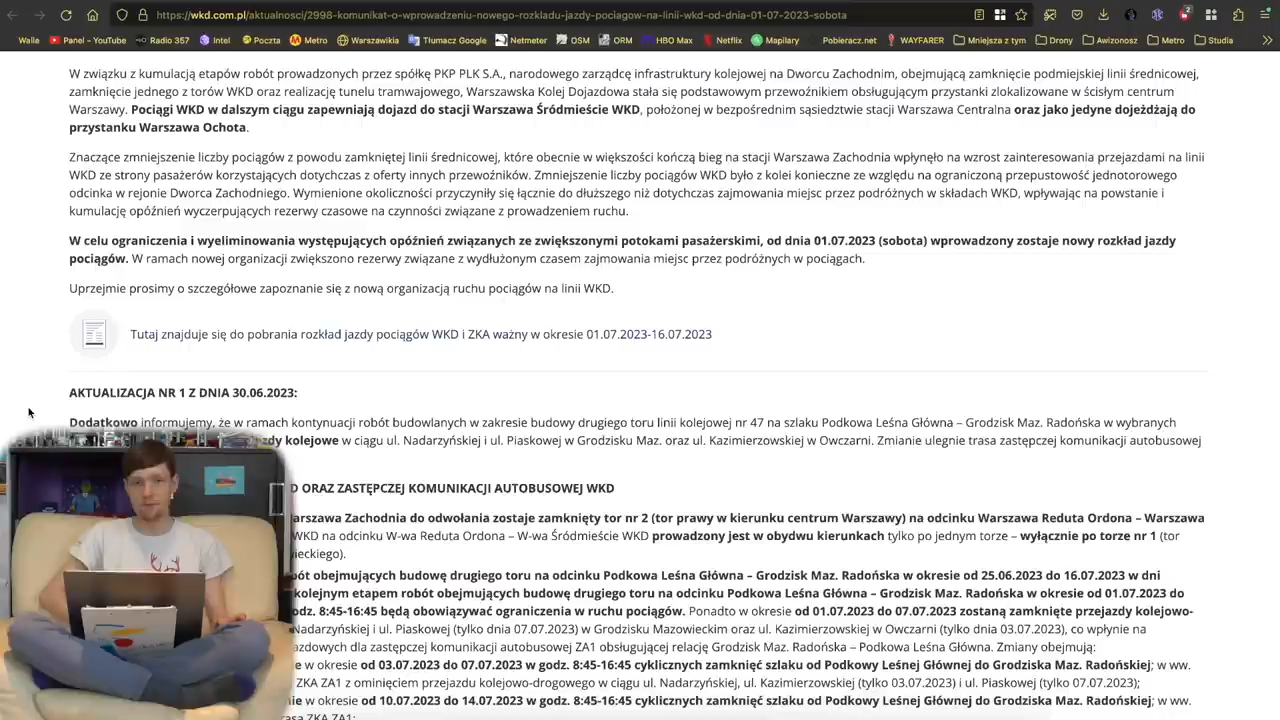 https://wkd.com.pl/aktualnosci/2998-komunikat-o-wprowadzeniu-nowego-rozkladu-jazdy-pociagow-na-linii-wkd-od-dnia-01-07-2023-sobota
2
Walle Panel - YouTube Radio 357 Intel Poczta Metro Warszawikia Tłumacz Google Netmeter OSM ORM HBO Max Netflix Mapilary Pobieracz.net WAYFARER Mniejsza z tym Drony Awizonosz Metro Studia
W związku z kumulacją etapów robót prowadzonych przez spółkę PKP PLK S.A., narodowego zarządcę infrastruktury kolejowej na Dworcu Zachodnim, obejmującą zamknięcie podmiejskiej linii średnicowej,
zamknięcie jednego z torów WKD oraz realizację tunelu tramwajowego, Warszawska Kolej Dojazdowa stała się podstawowym przewoźnikiem obsługującym przystanki zlokalizowane w ścisłym centrum
Warszawy. Pociągi WKD w dalszym ciągu zapewniają dojazd do stacji Warszawa Śródmieście WKD, położonej w bezpośrednim sąsiedztwie stacji Warszawa Centralna oraz jako jedyne dojeżdżają do
przystanku Warszawa Ochota.
Znaczące zmniejszenie liczby pociągów z powodu zamkniętej linii średnicowej, które obecnie w większości kończą bieg na stacji Warszawa Zachodnia wpłynęło na wzrost zainteresowania przejazdami na linii
WKD ze strony pasażerów korzystających dotychczas z oferty innych przewoźników. Zmniejszenie liczby pociągów WKD było z kolei konieczne ze względu na ograniczoną przepustowość jednotorowego
odcinka w rejonie Dworca Zachodniego. Wymienione okoliczności przyczyniły się łącznie do dłuższego niż dotychczas zajmowania miejsc przez podróżnych w składach WKD, wpływając na powstanie i
kumulację opóźnień wyczerpujących rezerwy czasowe na czynności związane z prowadzeniem ruchu.
W celu ograniczenia i wyeliminowania występujących opóźnień związanych ze zwiększonymi potokami pasażerskimi, od dnia 01.07.2023 (sobota) wprowadzony zostaje nowy rozkład jazdy
pociągów. W ramach nowej organizacji zwiększono rezerwy związane z wydłużonym czasem zajmowania miejsc przez podróżnych w pociągach.
Uprzejmie prosimy o szczegółowe zapoznanie się z nową organizacją ruchu pociągów na linii WKD.
Tutaj znajduje się do pobrania rozkład jazdy pociągów WKD i ZKA ważny w okresie 01.07.2023-16.07.2023
AKTUALIZACJA NR 1 Z DNIA 30.06.2023:
Dodatkowo informujemy, że w ramach kontynuacji robót budowlanych w zakresie budowy drugiego toru linii kolejowej nr 47 na szlaku Podkowa Leśna Główna – Grodzisk Maz. Radońska w wybranych
zdy kolejowe w ciągu ul. Nadarzyńskiej i ul. Piaskowej w Grodzisku Maz. oraz ul. Kazimierzowskiej w Owczarni. Zmianie ulegnie trasa zastępczej komunikacji autobusowej
D ORAZ ZASTĘPCZEJ KOMUNIKACJI AUTOBUSOWEJ WKD
arszawa Zachodnia do odwołania zostaje zamknięty tor nr 2 (tor prawy w kierunku centrum Warszawy) na odcinku Warszawa Reduta Ordona – Warszawa
WKD na odcinku W-wa Reduta Ordona – W-wa Śródmieście WKD prowadzony jest w obydwu kierunkach tylko po jednym torze – wyłącznie po torze nr 1 (tor
wieckiego).
bót obejmujących budowę drugiego toru na odcinku Podkowa Leśna Główna – Grodzisk Maz. Radońska w okresie od 25.06.2023 do 16.07.2023 w dni
kolejnym etapem robót obejmujących budowę drugiego toru na odcinku Podkowa Leśna Główna – Grodzisk Maz. Radońska w okresie od 01.07.2023 do
odz. 8:45-16:45 będą obowiązywać ograniczenia w ruchu pociągów. Ponadto w okresie od 01.07.2023 do 07.07.2023 zostaną zamknięte przejazdy kolejowo-
Nadarzyńskiej i ul. Piaskowej (tylko dnia 07.07.2023) w Grodzisku Mazowieckim oraz ul. Kazimierzowskiej w Owczarni (tylko dnia 03.07.2023), co wpłynie na
azdowych dla zastępczej komunikacji autobusowej ZA1 obsługującej relację Grodzisk Maz. Radońska – Podkowa Leśna Główna. Zmiany obejmują:
e w okresie od 03.07.2023 do 07.07.2023 w godz. 8:45-16:45 cyklicznych zamknięć szlaku od Podkowy Leśnej Głównej do Grodziska Maz. Radońskiej; w ww.
ZKA ZA1 z ominięciem przejazdu kolejowo-drogowego w ciągu ul. Nadarzyńskiej, ul. Kazimierzowskiej (tylko 03.07.2023) i ul. Piaskowej (tylko 07.07.2023);
nie w okresie od 10.07.2023 do 14.07.2023 w godz. 8:45-16:45 cyklicznych zamknięć szlaku od Podkowy Leśnej Głównej do Grodziska Maz. Radońskiej; w ww.
rasa ZKA ZA1: